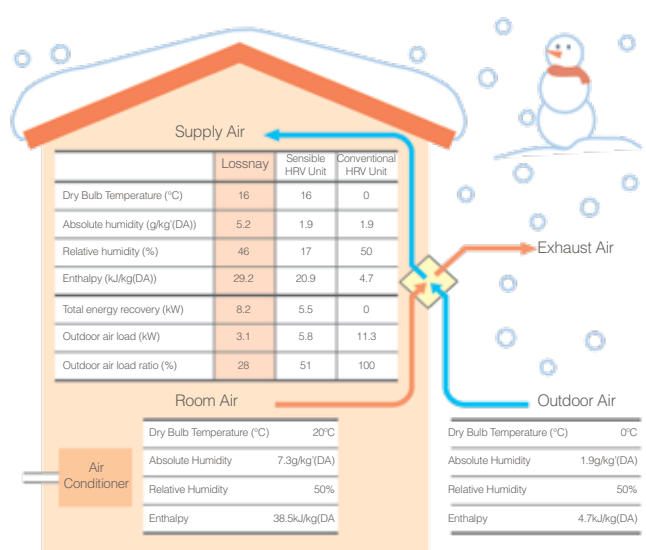 Supply Air
Lossnay Sensible HRV Unit Conventional HRV Unit
Dry Bulb Temperature (°C) 16 16 0
Absolute humidity (g/kg'(DA)) 5.2 1.9 1.9
Relative humidity (%) 46 17 50
Enthalpy (kJ/kg(DA)) 29.2 20.9 4.7
Total energy recovery (kW) 8.2 5.5 0
Outdoor air load (kW) 3.1 5.8 11.3
Outdoor air load ratio (%) 28 51 100
Exhaust Air
Room Air
Dry Bulb Temperature (°C) 20°C
Absolute Humidity 7.3g/kg'(DA)
Relative Humidity 50%
Enthalpy 38.5kJ/kg(DA
Air
Conditioner
Outdoor Air
Dry Bulb Temperature (°C) 0°C
Absolute Humidity 1.9g/kg'(DA)
Relative Humidity 50%
Enthalpy 4.7kJ/kg(DA)